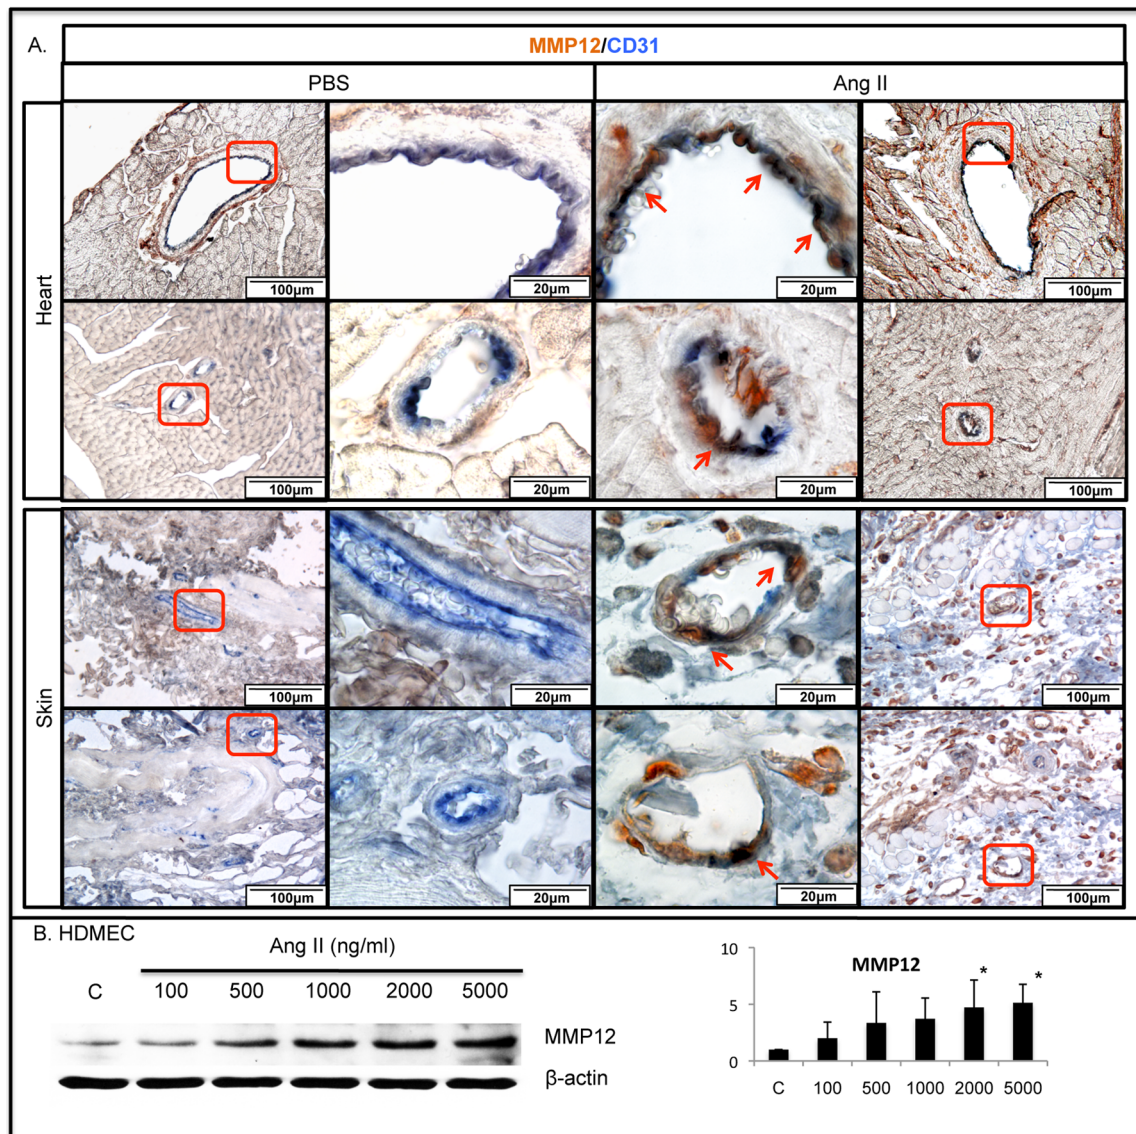 A.
MMP12/CD31
PBS
Ang II
Heart
100µm
20µm
20µm
100µm
100µm
20µm
20µm
100µm
Skin
100µm
20µm
20µm
100µm
100µm
20µm
20µm
100µm
B. HDMEC
Ang II (ng/ml)
C 100 500 1000 2000 5000
MMP12
β-actin
MMP12
10
5
0
* *
C 100 500 1000 2000 5000